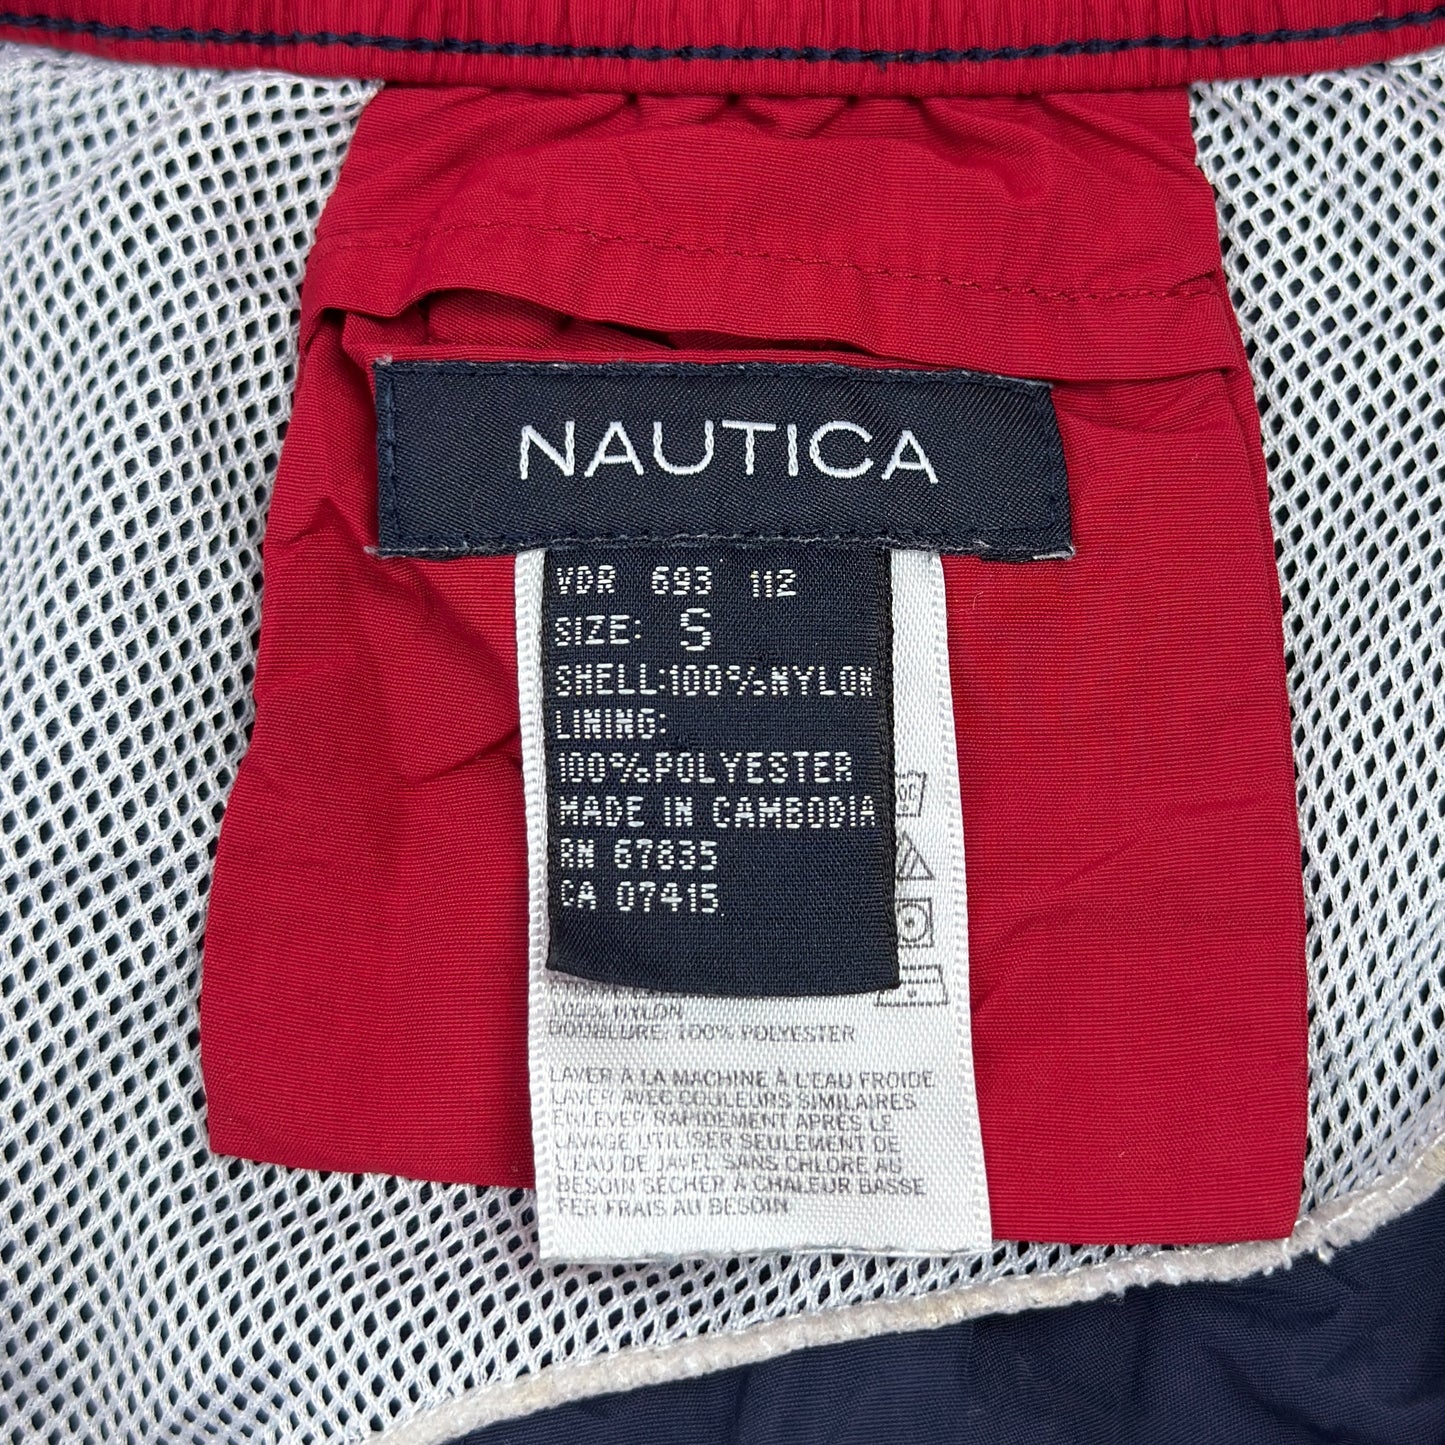 NAUTICA
VDR 693 112
SIZE: S
SHELL:100%NYLON
LINING:
100%POLYESTER
MADE IN CAMBODIA
RN 67835
CA 07415
100% NYLON
DOUBLURE: 100% POLYESTER
LAVER A LA MACHINE À L'EAU FROIDE
LAVER AVEC COULEURS SIMILAIRES
ENLEVER RAPIDEMENT APRÈS LE
LAVAGE UTILISER SEULEMENT DE
L'EAU DE JAVEL SANS CHLORE AU
BESOIN SECHER A CHALEUR BASSE
FER FRAIS AU BESOIN